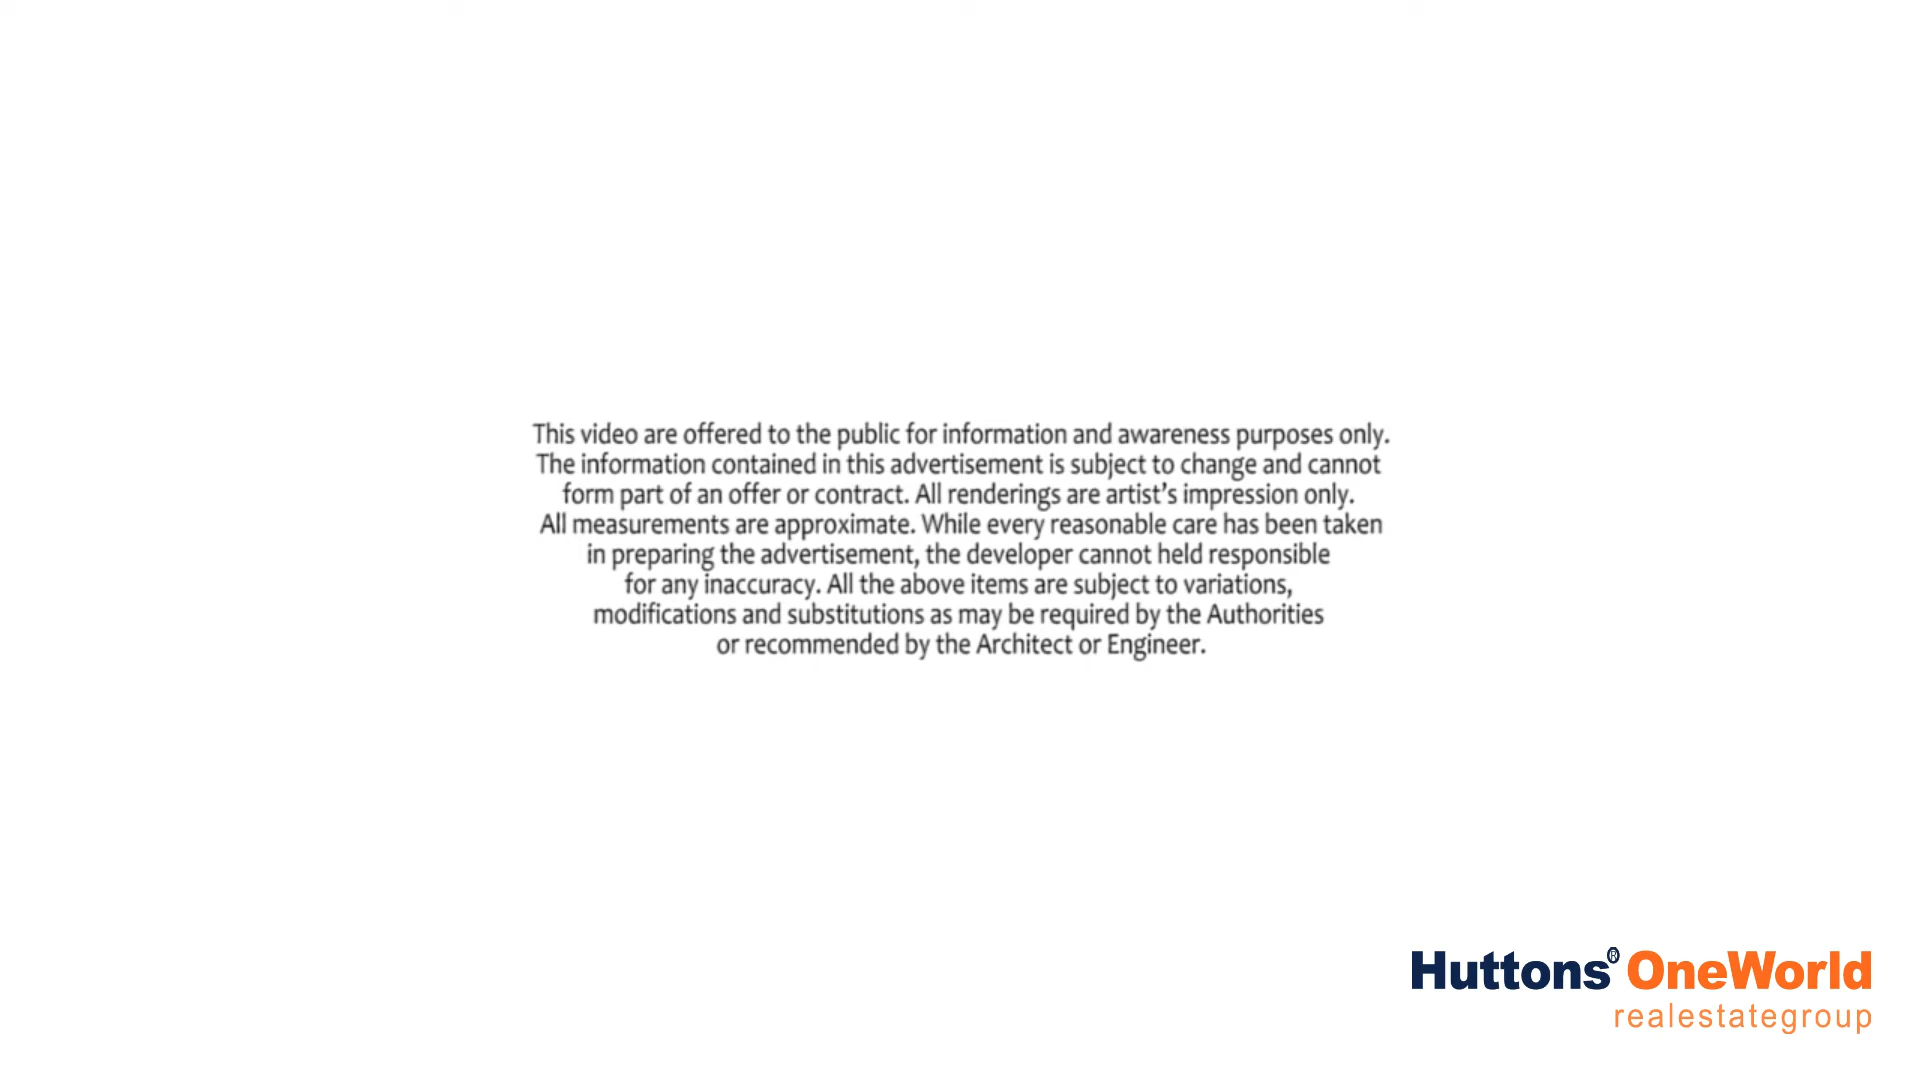 This video are offered to the public for information and awareness purposes only.
The information contained in this advertisement is subject to change and cannot
form part of an offer or contract. All renderings are artist’s impression only.
All measurements are approximate. While every reasonable care has been taken
in preparing the advertisement, the developer cannot held responsible
for any inaccuracy. All the above items are subject to variations,
modifications and substitutions as may be required by the Authorities
or recommended by the Architect or Engineer.
Huttons® OneWorld
realestategroup